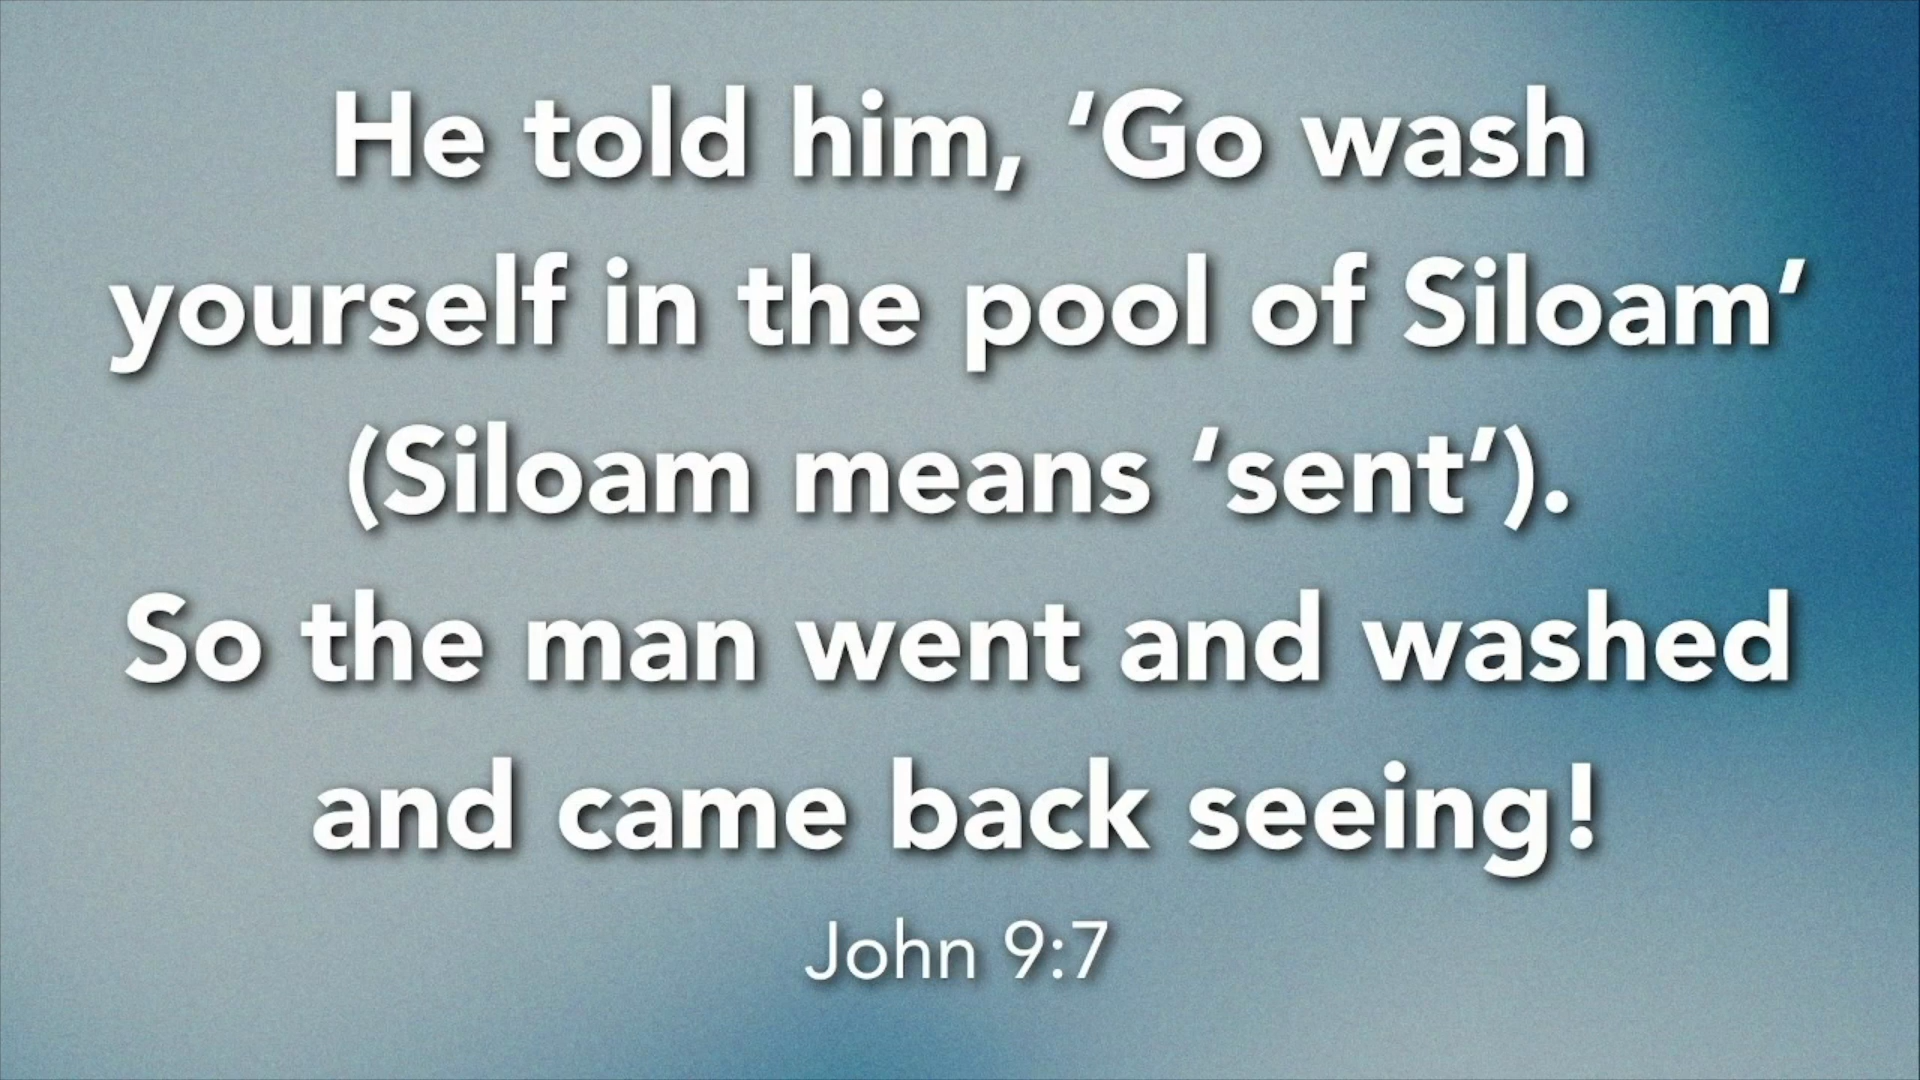 He told him, ‘Go wash
yourself in the pool of Siloam’
(Siloam means ‘sent’).
So the man went and washed
and came back seeing!
John 9:7